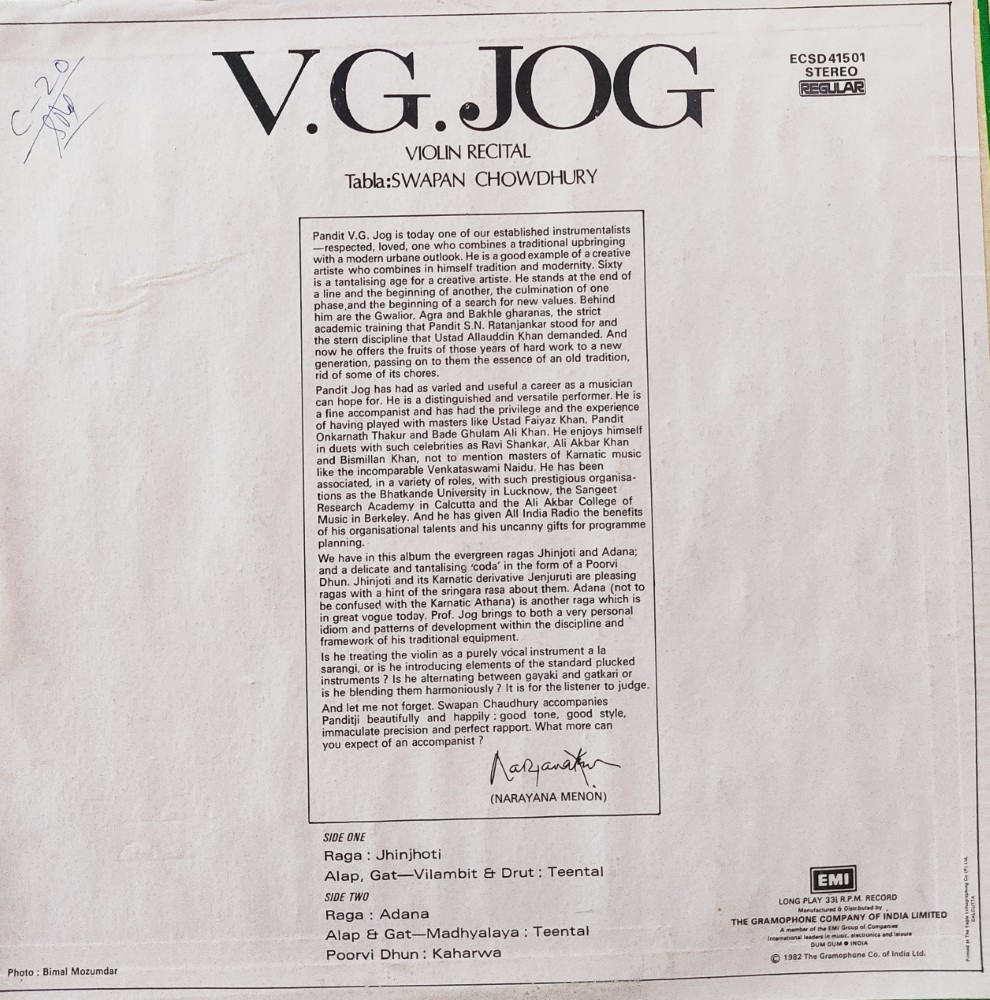 C-20
V.G.JOG
VIOLIN RECITAL
Tabla:SWAPAN CHOWDHURY
ECSD41501
STEREO
REGULAR
Pandit V.G. Jog is today one of our established instrumentalists
—respected, loved, one who combines a traditional upbringing
with a modern urbane outlook. He is a good example of a creative
artiste who combines in himself tradition and modernity. Sixty
is a tantalising age for a creative artiste. He stands at the end of
a line and the beginning of another, the culmination of one
phase,and the beginning of a search for new values. Behind
him are the Gwalior, Agra and Bakhle gharanas, the strict
academic training that Pandit S.N. Ratanjankar stood for and
the stern discipline that Ustad Allauddin Khan demanded. And
now he offers the fruits of those years of hard work to a new
generation, passing on to them the essence of an old tradition,
rid of some of its chores.
Pandit Jog has had as varied and useful a career as a musician
can hope for. He is a distinguished and versatile performer. He is
a fine accompanist and has had the privilege and the experience
of having played with masters like Ustad Faiyaz Khan, Pandit
Onkarnath Thakur and Bade Ghulam Ali Khan. He enjoys himself
in duets with such celebrities as Ravi Shankar, Ali Akbar Khan
and Bismillan Khan, not to mention masters of Karnatic music
like the incomparable Venkataswami Naidu. He has been
associated, in a variety of roles, with such prestigious organisa-
tions as the Bhatkande University in Lucknow, the Sangeet
Research Academy in Calcutta and the Ali Akbar College of
Music in Berkeley. And he has given All India Radio the benefits
of his organisational talents and his uncanny gifts for programme
planning.
We have in this album the evergreen ragas Jhinjoti and Adana;
and a delicate and tantalising ‘coda’ in the form of a Poorvi
Dhun. Jhinjoti and its Karnatic derivative Jenjuruti are pleasing
ragas with a hint of the sringara rasa about them. Adana (not to
be confused with the Karnatic Athana) is another raga which is
in great vogue today. Prof. Jog brings to both a very personal
idiom and patterns of development within the discipline and
framework of his traditional equipment.
Is he treating the violin as a purely vocal instrument a la
sarangi, or is he introducing elements of the standard plucked
instruments ? Is he alternating between gayaki and gatkari or
is he blending them harmoniously ? It is for the listener to judge.
And let me not forget. Swapan Chaudhury accompanies
Panditji beautifully and happily : good tone, good style,
immaculate precision and perfect rapport. What more can
you expect of an accompanist ?
(NARAYANA MENON)
SIDE ONE
Raga : Jhinjhoti
Alap, Gat—Vilambit & Drut : Teental
SIDE TWO
Raga : Adana
Alap & Gat—Madhyalaya : Teental
Poorvi Dhun : Kaharwa
Photo : Bimal Mozumdar
EMI
LONG PLAY 33⅓ R.P.M. RECORD
Manufactured & Distributed by
THE GRAMOPHONE COMPANY OF INDIA LIMITED
A member of the EMI Group of Companies
International leaders in music, electronics and leisure
DUM DUM ● INDIA
© 1982 The Gramophone Co. of India Ltd.